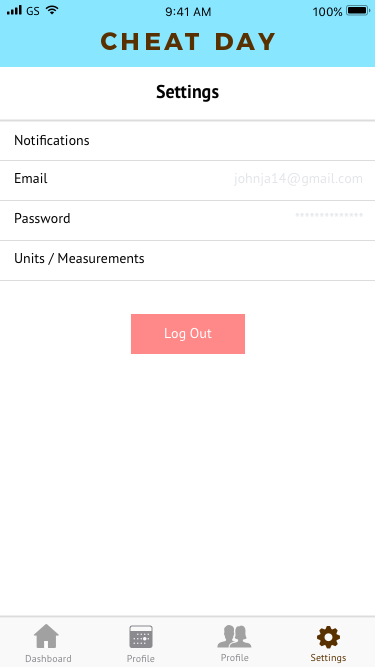 GS 9:41 AM 100%
CHEAT DAY
Settings
Notifications
Email johnja14@gmail.com
Password **************
Units / Measurements
Log Out
Dashboard Profile Profile Settings